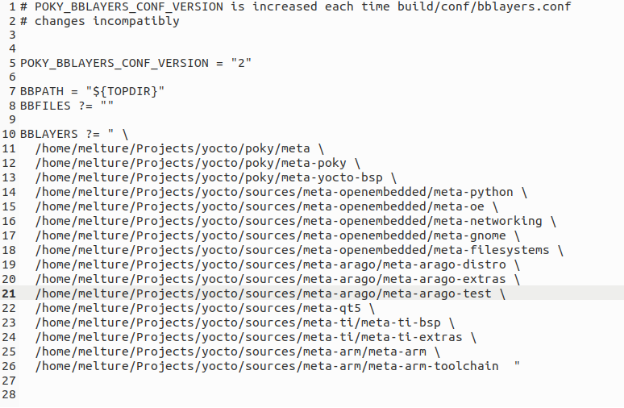 1 # POKY_BBLAYERS_CONF_VERSION is increased each time build/conf/bblayers.conf
2 # changes incompatibly
3
4
5 POKY_BBLAYERS_CONF_VERSION = "2"
6
7 BBPATH = "${TOPDIR}"
8 BBFILES ?= ""
9
10 BBLAYERS ?= " \
11   /home/melture/Projects/yocto/poky/meta \
12   /home/melture/Projects/yocto/poky/meta-poky \
13   /home/melture/Projects/yocto/poky/meta-yocto-bsp \
14   /home/melture/Projects/yocto/sources/meta-openembedded/meta-python \
15   /home/melture/Projects/yocto/sources/meta-openembedded/meta-oe \
16   /home/melture/Projects/yocto/sources/meta-openembedded/meta-networking \
17   /home/melture/Projects/yocto/sources/meta-openembedded/meta-gnome \
18   /home/melture/Projects/yocto/sources/meta-openembedded/meta-filesystems \
19   /home/melture/Projects/yocto/sources/meta-arago/meta-arago-distro \
20   /home/melture/Projects/yocto/sources/meta-arago/meta-arago-extras \
21   /home/melture/Projects/yocto/sources/meta-arago/meta-arago-test \
22   /home/melture/Projects/yocto/sources/meta-qt5 \
23   /home/melture/Projects/yocto/sources/meta-ti/meta-ti-bsp \
24   /home/melture/Projects/yocto/sources/meta-ti/meta-ti-extras \
25   /home/melture/Projects/yocto/sources/meta-arm/meta-arm \
26   /home/melture/Projects/yocto/sources/meta-arm/meta-arm-toolchain  "
27
28